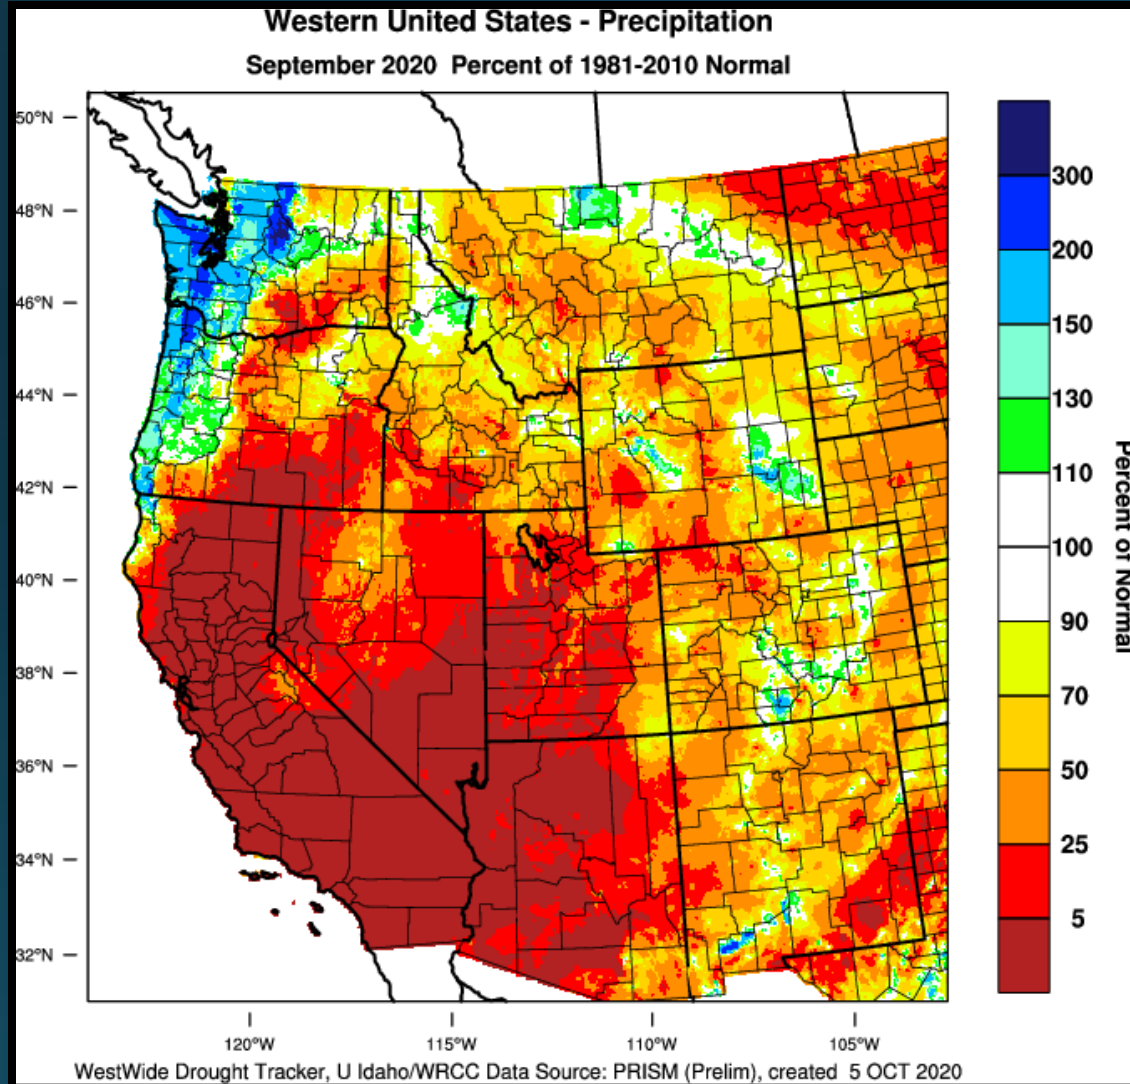 Western United States - Precipitation
September 2020 Percent of 1981-2010 Normal
50°N
48°N
46°N
44°N
42°N
40°N
38°N
36°N
34°N
32°N
120°W
115°W
110°W
105°W
300
200
150
130
110
100
90
70
50
25
5
Percent of Normal
WestWide Drought Tracker, U Idaho/WRCC Data Source: PRISM (Prelim), created 5 OCT 2020